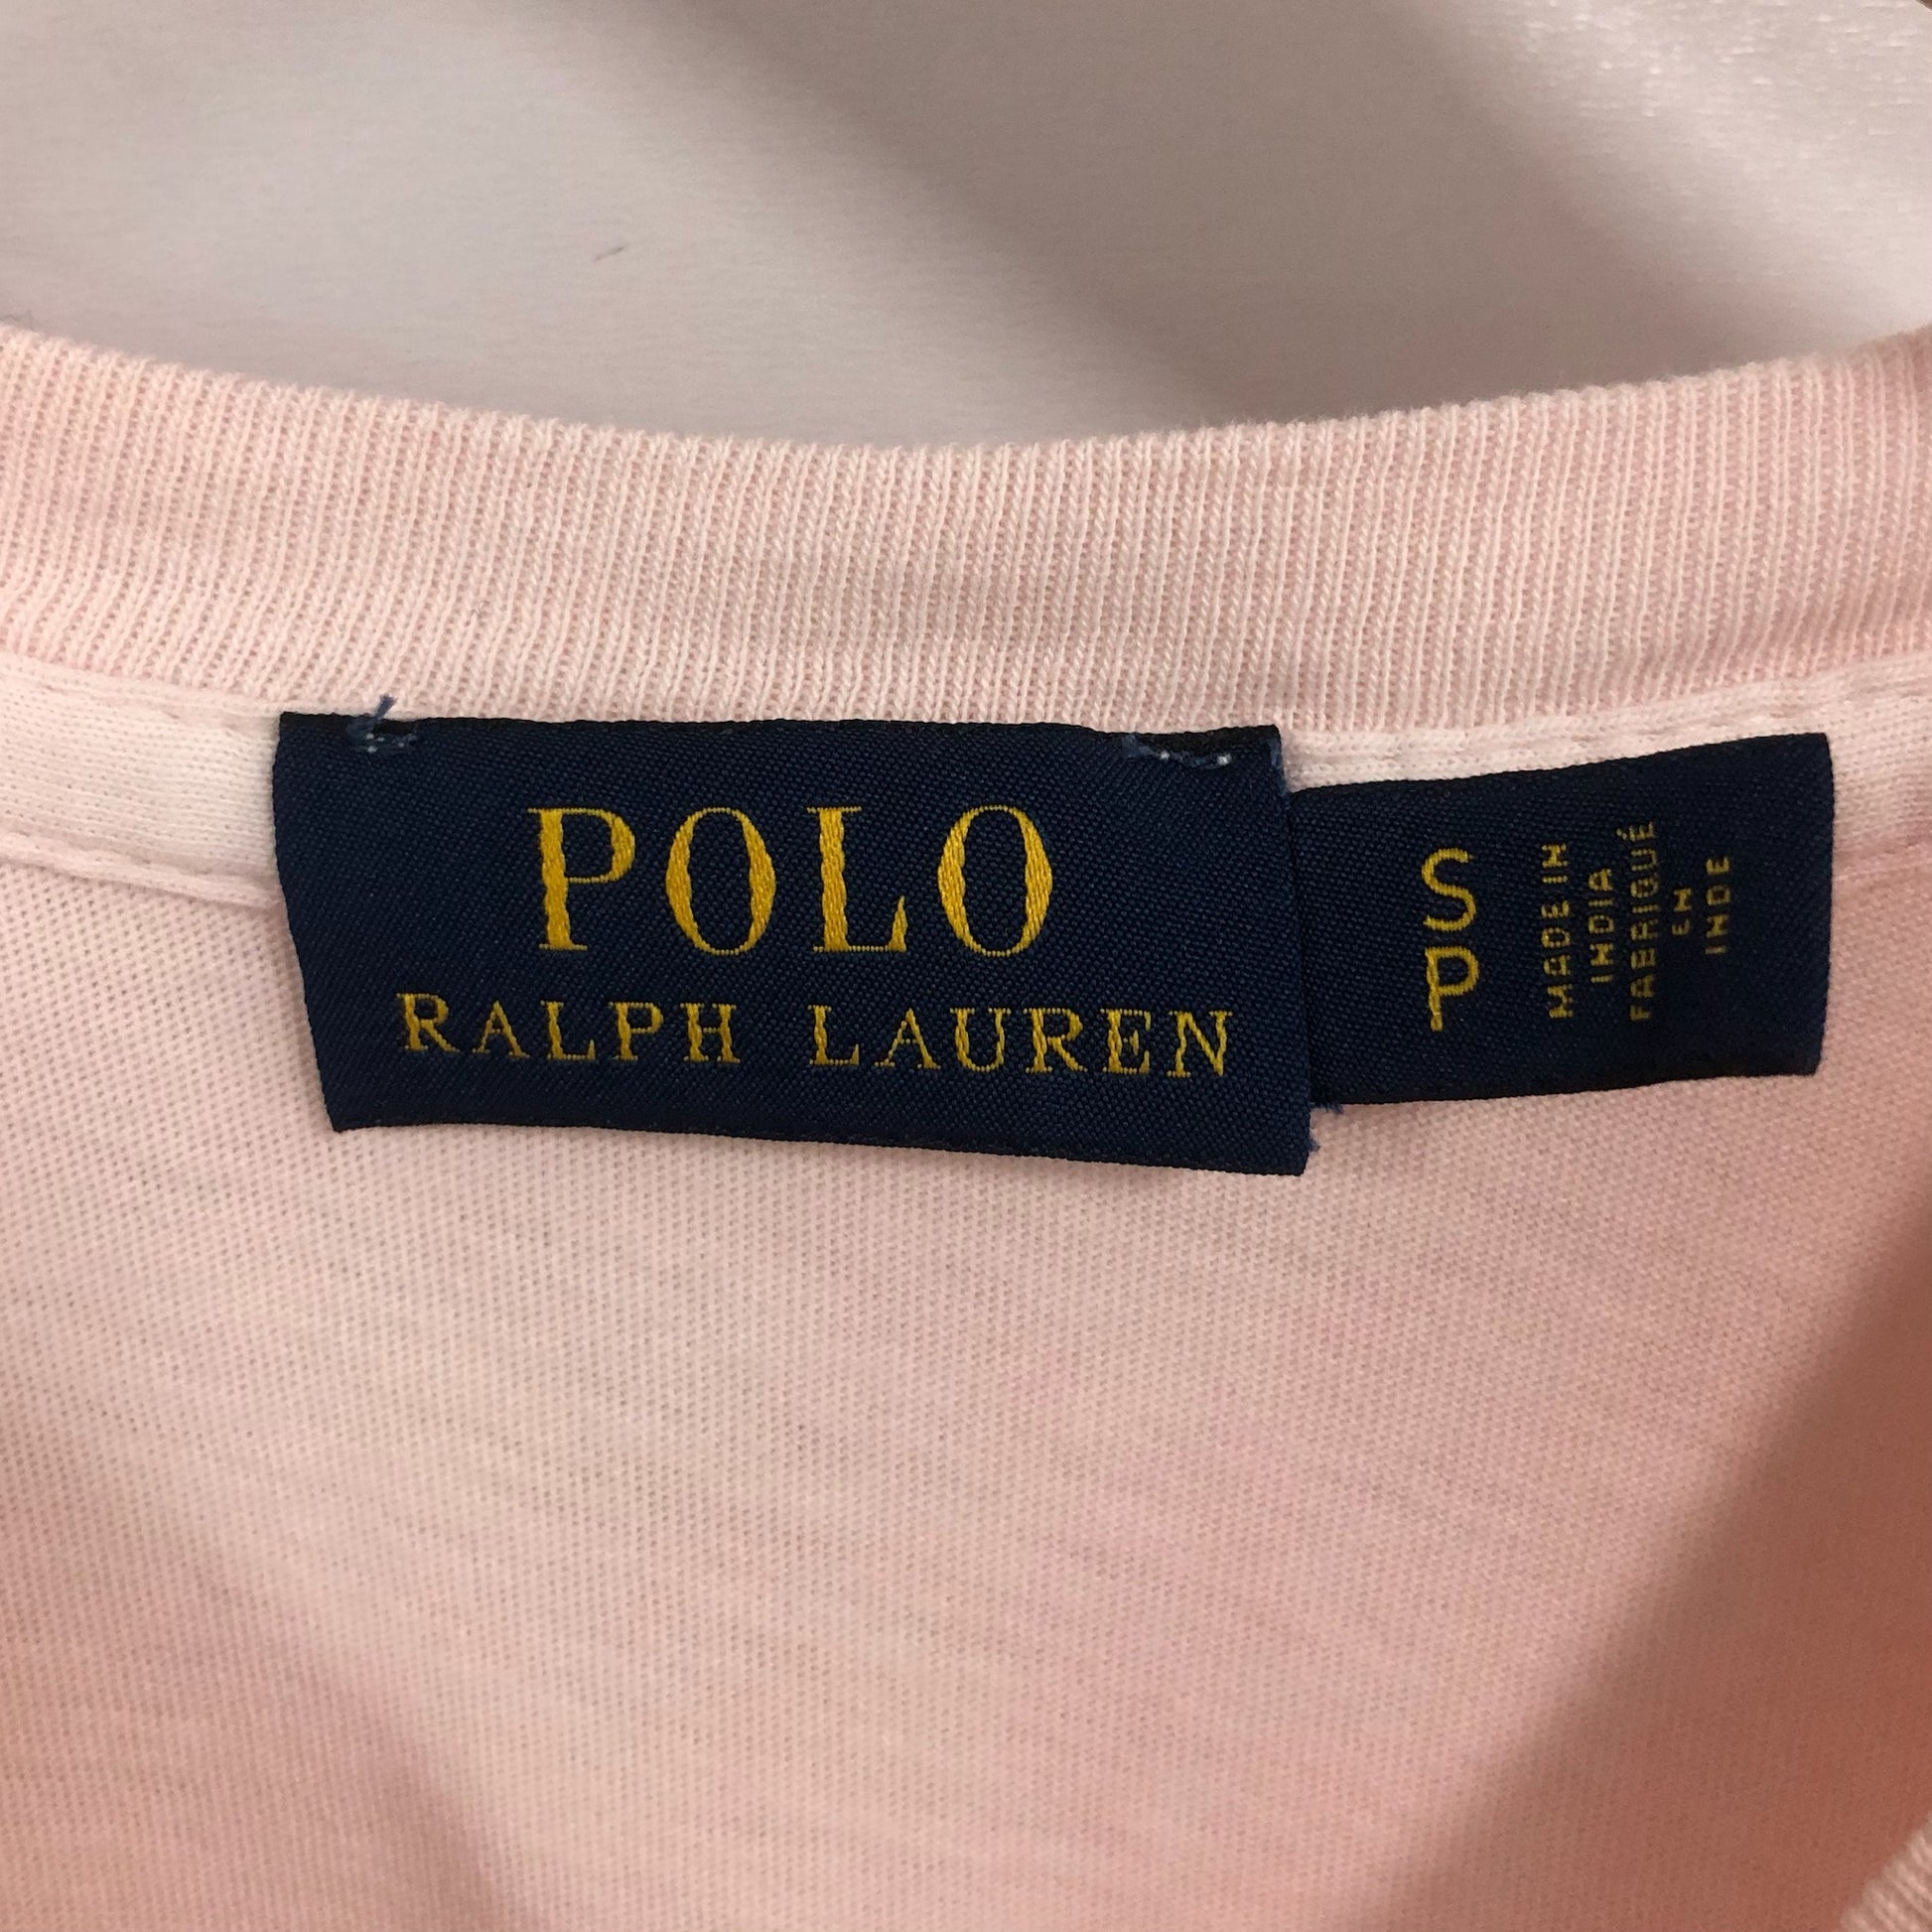 POLO
RALPH LAUREN
S
P
MADE IN
INDIA
FABRIQUÉ
EN
INDE